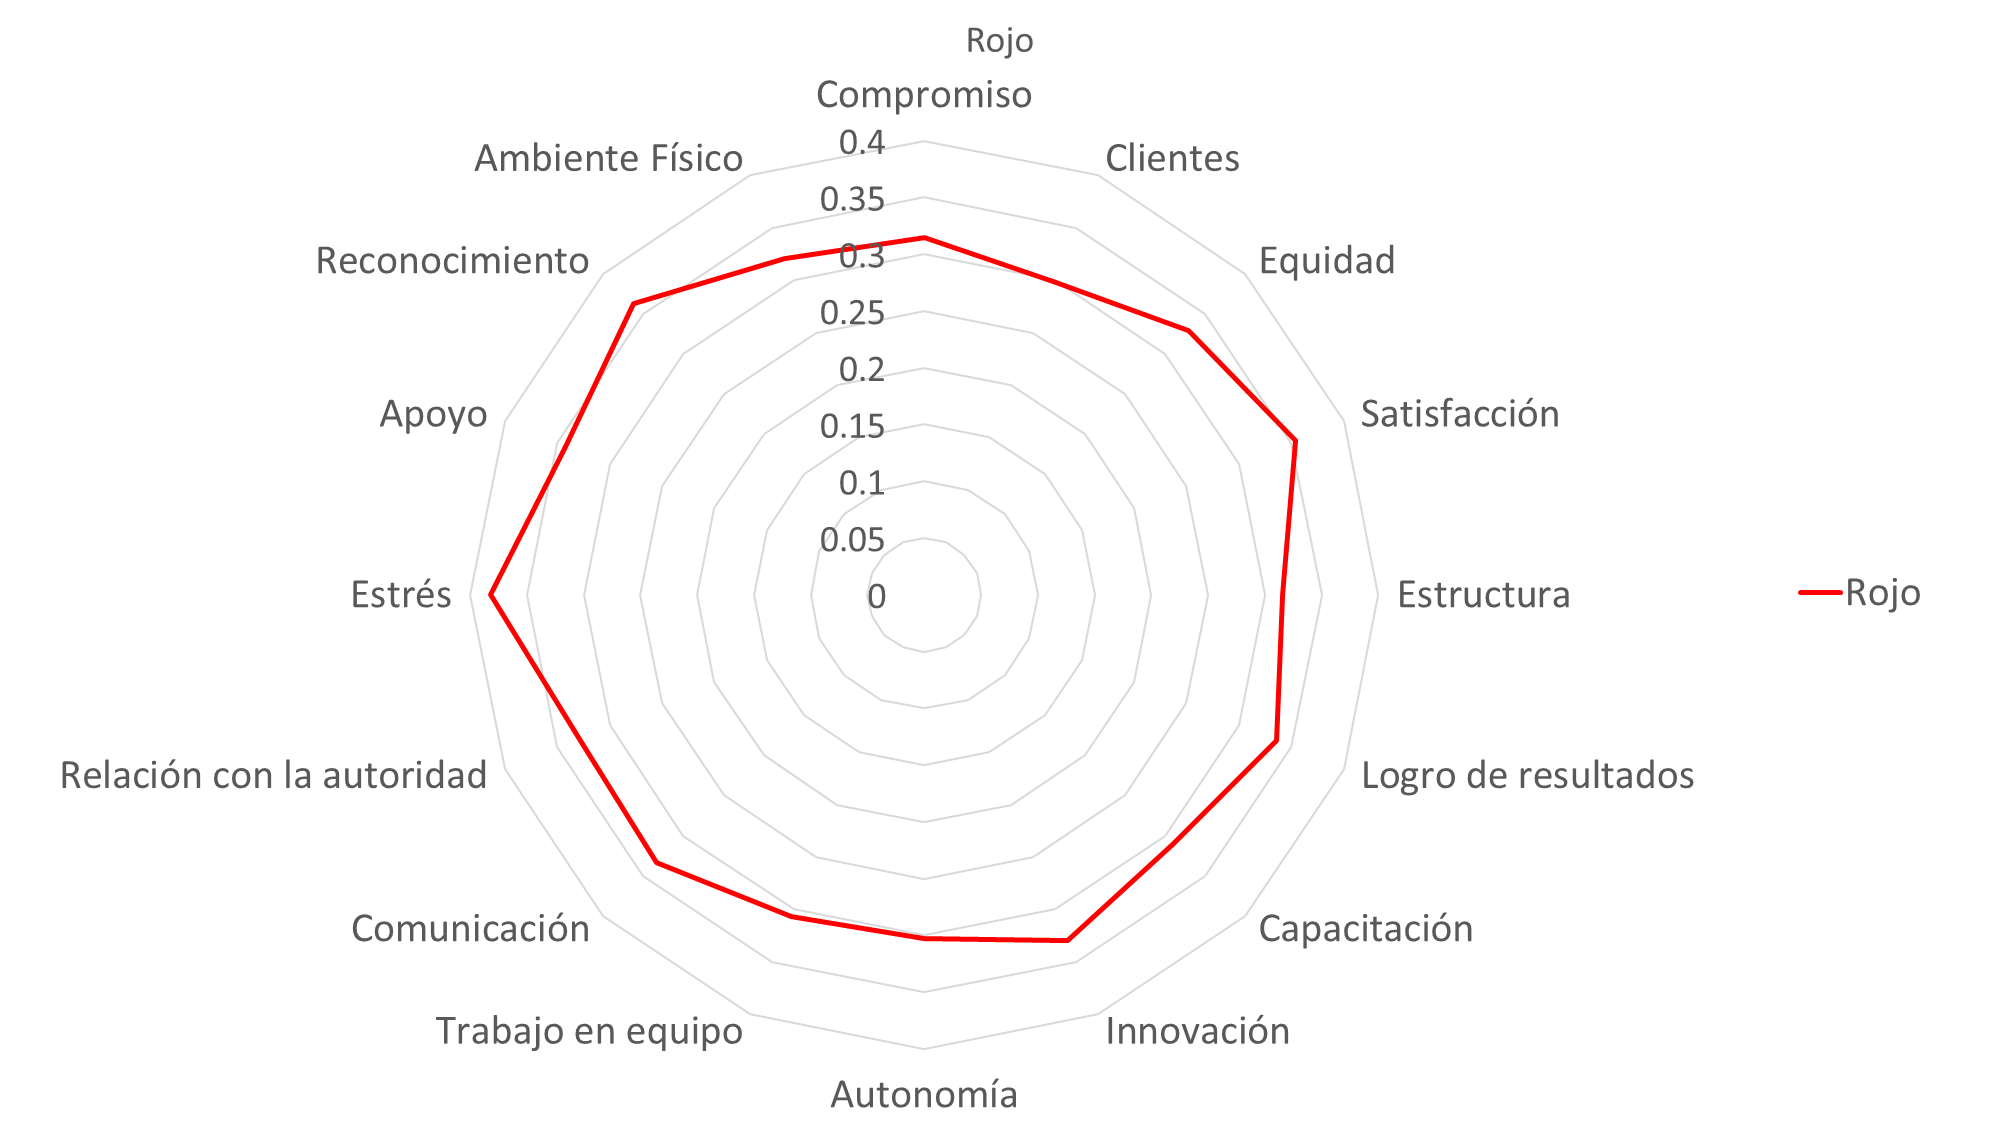 Rojo
Compromiso
Ambiente Físico
Clientes
Reconocimiento
Equidad
Apoyo
Satisfacción
Estrés
Estructura
Relación con la autoridad
Logro de resultados
Comunicación
Capacitación
Trabajo en equipo
Innovación
Autonomía
0.4
0.35
0.3
0.25
0.2
0.15
0.1
0.05
0
Rojo